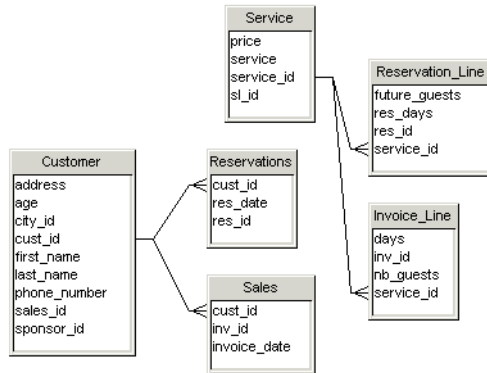 Service
price
service
service_id
sl_id
Reservation_Line
future_guests
res_days
res_id
service_id
Customer
address
age
city_id
cust_id
first_name
last_name
phone_number
sales_id
sponsor_id
Reservations
cust_id
res_date
res_id
Invoice_Line
days
inv_id
nb_guests
service_id
Sales
cust_id
inv_id
invoice_date